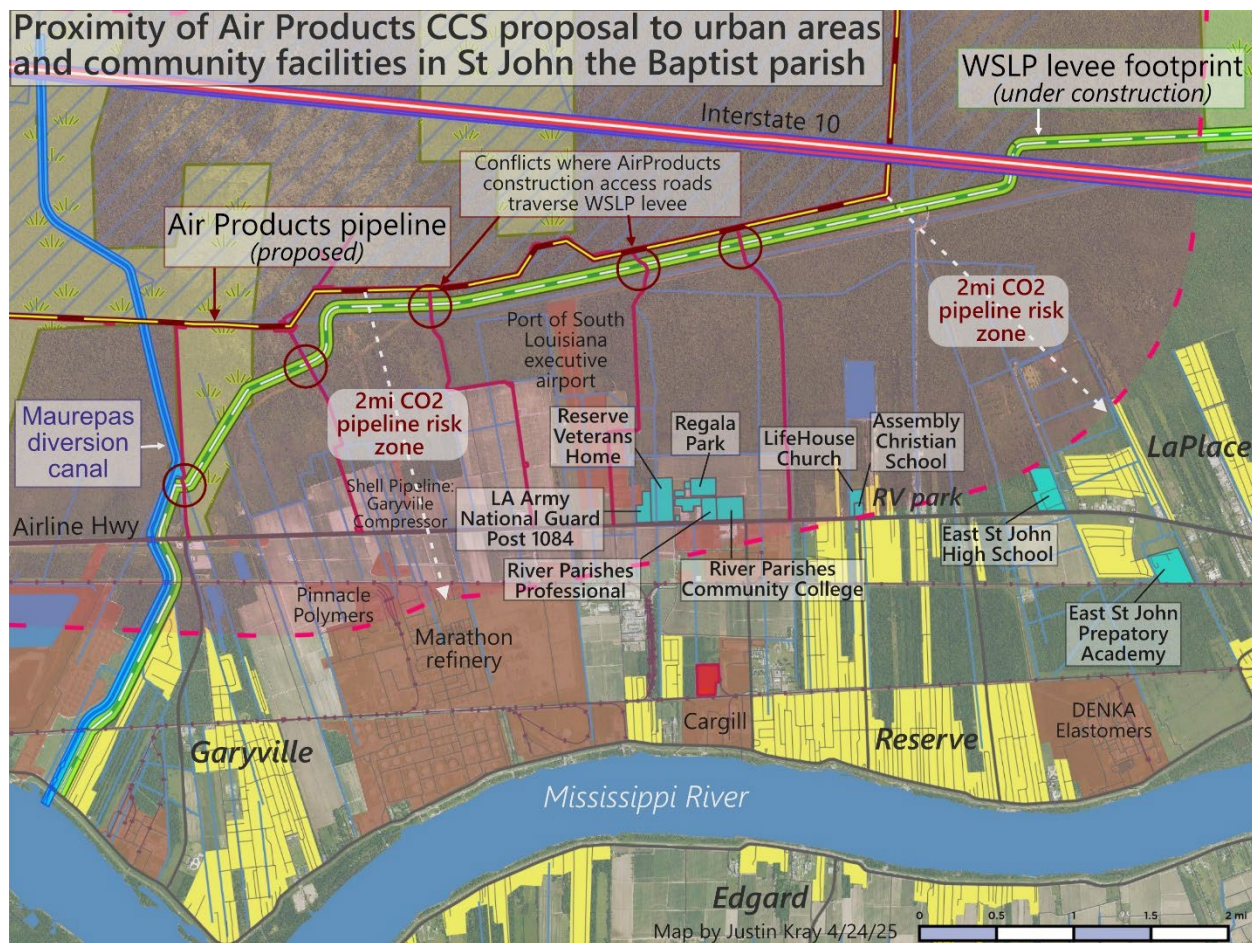 Proximity of Air Products CCS proposal to urban areas
and community facilities in St John the Baptist parish
WSLP levee footprint
(under construction)
Interstate 10
Conflicts where AirProducts
construction access roads
traverse WSLP levee
Air Products pipeline
(proposed)
2mi CO2
pipeline risk
zone
Port of South
Louisiana
executive
airport
2mi CO2
pipeline risk
zone
Maurepas
diversion
canal
Reserve
Veterans
Home
Regala
Park
LifeHouse
Church
Assembly
Christian
School
LaPlace
RV park
Shell Pipeline:
Garyville
Compressor
LA Army
National Guard
Post 1084
Airline Hwy
East St John
High School
River Parishes
Professional
River Parishes
Community College
Pinnacle
Polymers
Marathon
refinery
East St John
Prepatory
Academy
Cargill
DENKA
Elastomers
Garyville
Reserve
Mississippi River
Edgard
Map by Justin Kray 4/24/25
0 0.5 1 1.5 2 mi